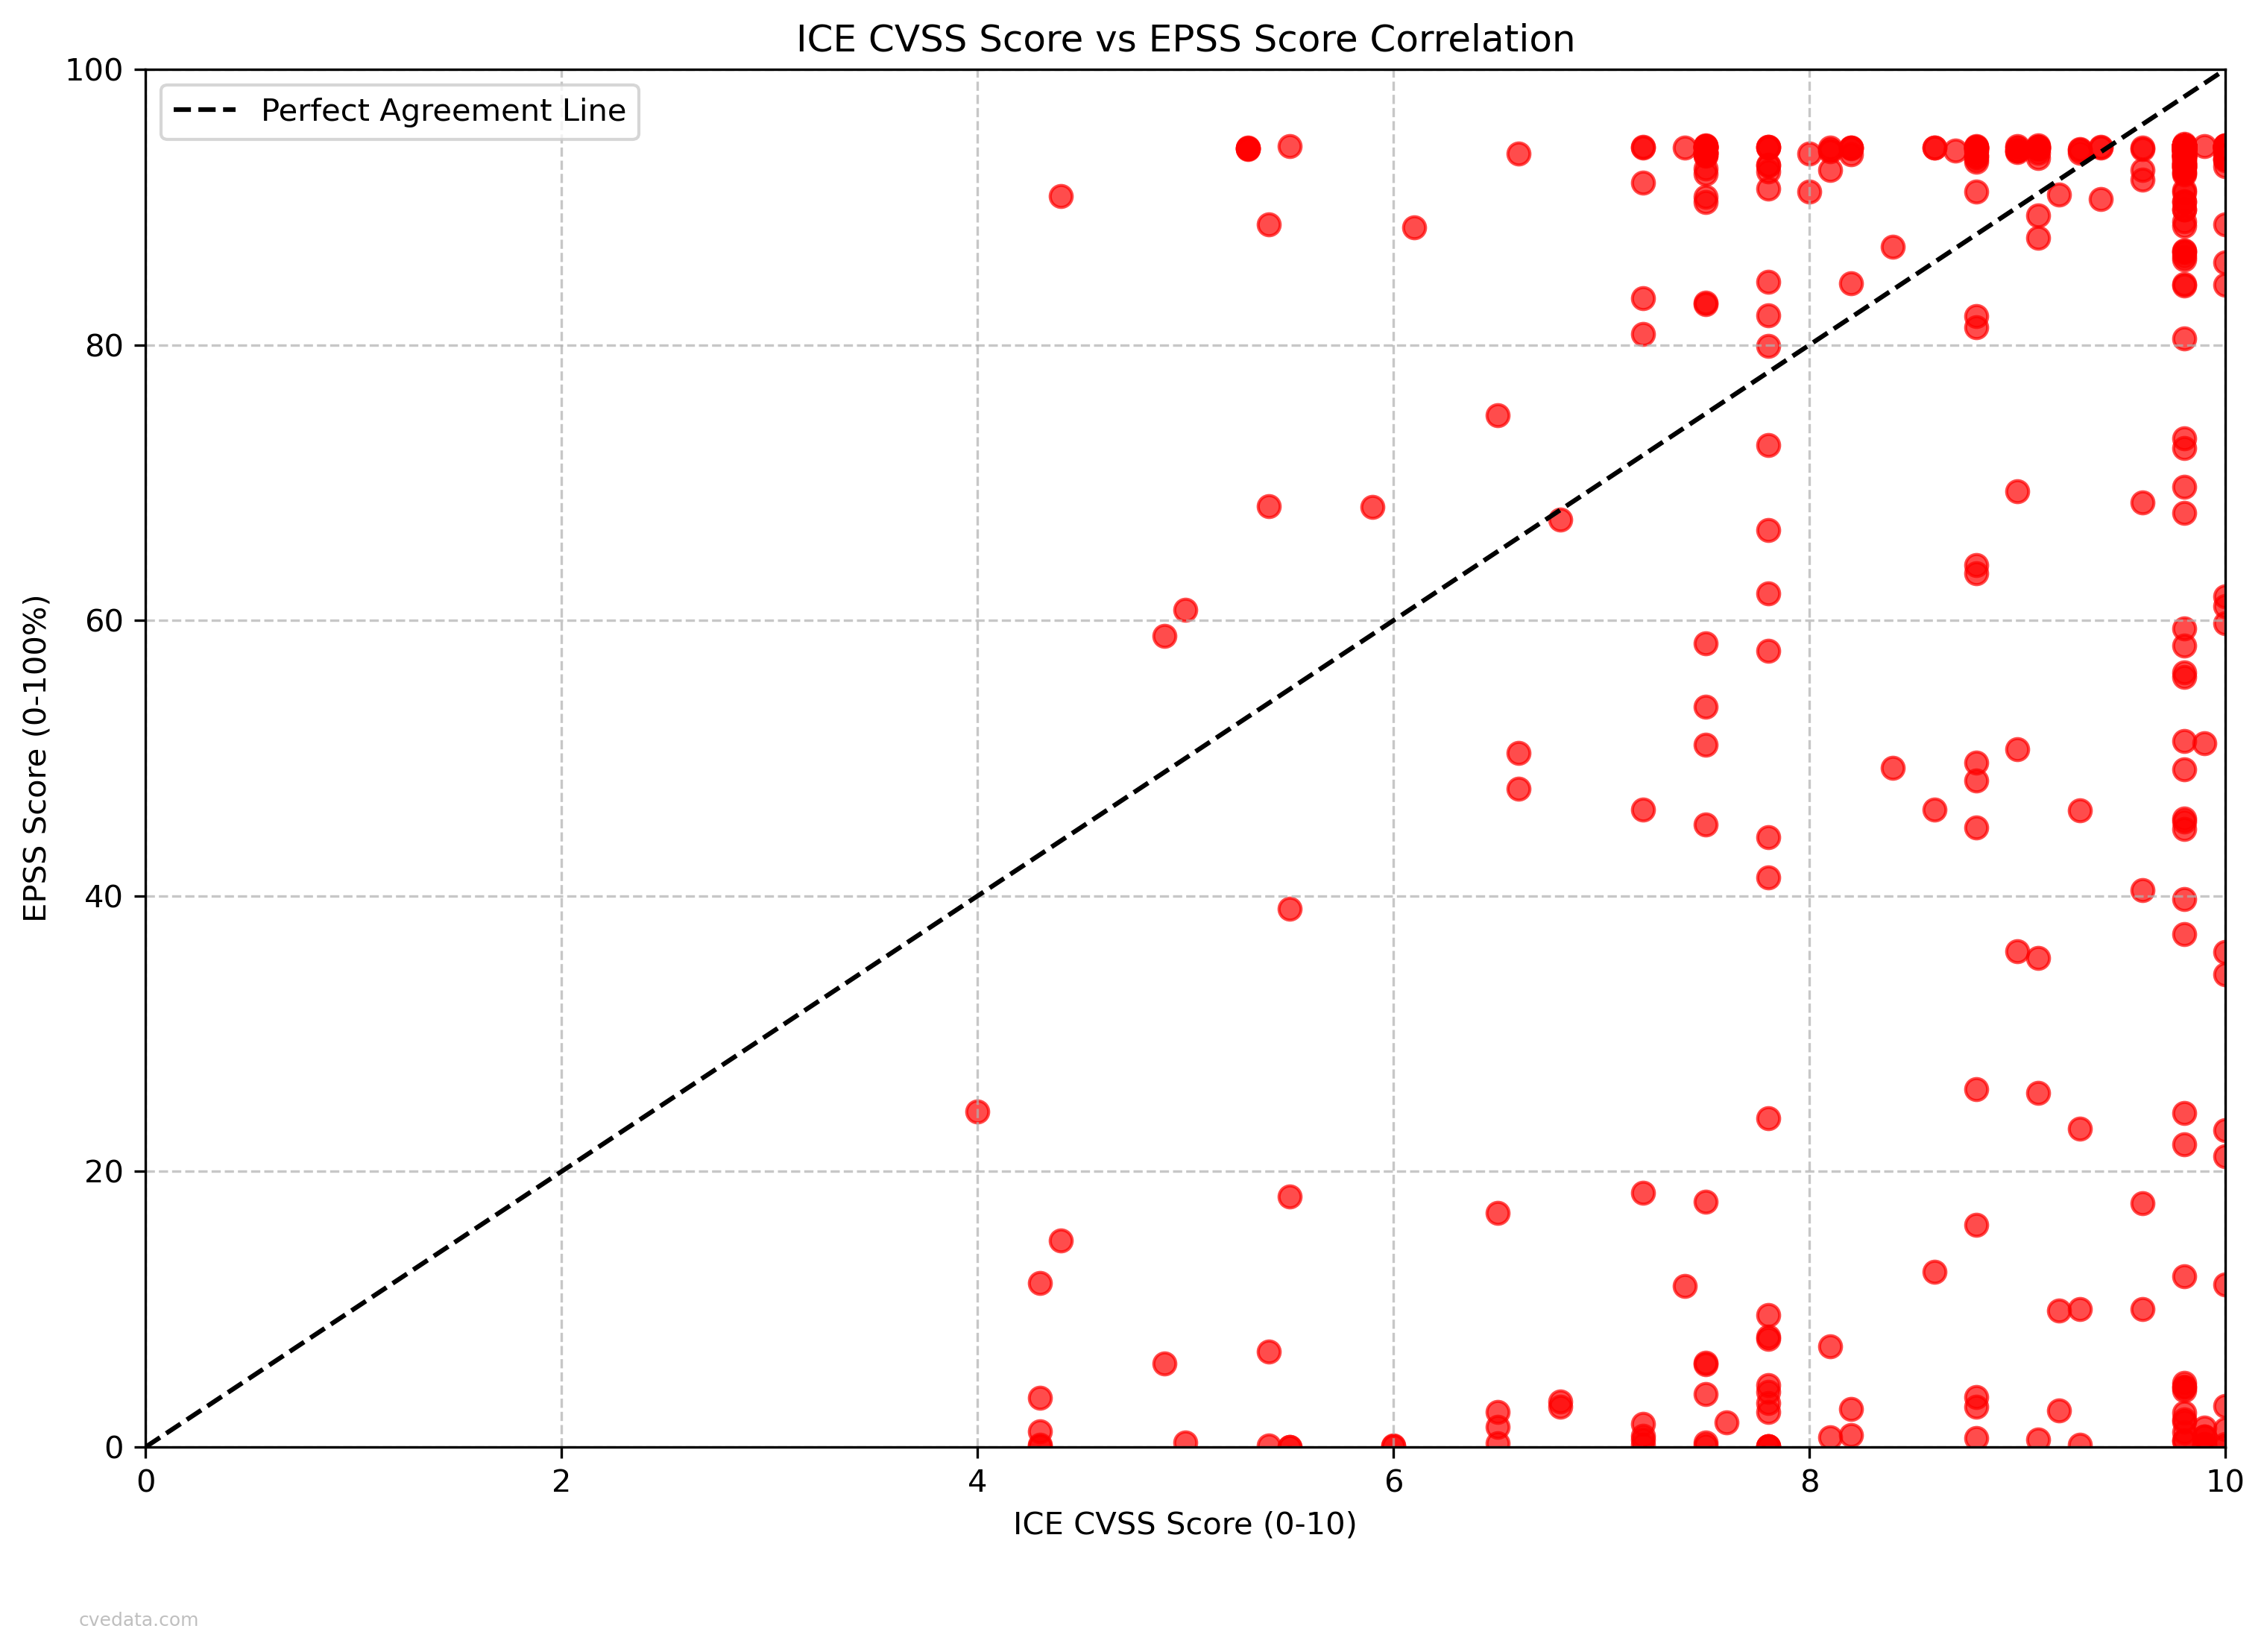 ICE CVSS Score vs EPSS Score Correlation
Perfect Agreement Line
EPSS Score (0-100%)
100
80
60
40
20
0
0 2 4 6 8 10
ICE CVSS Score (0-10)
cvedata.com